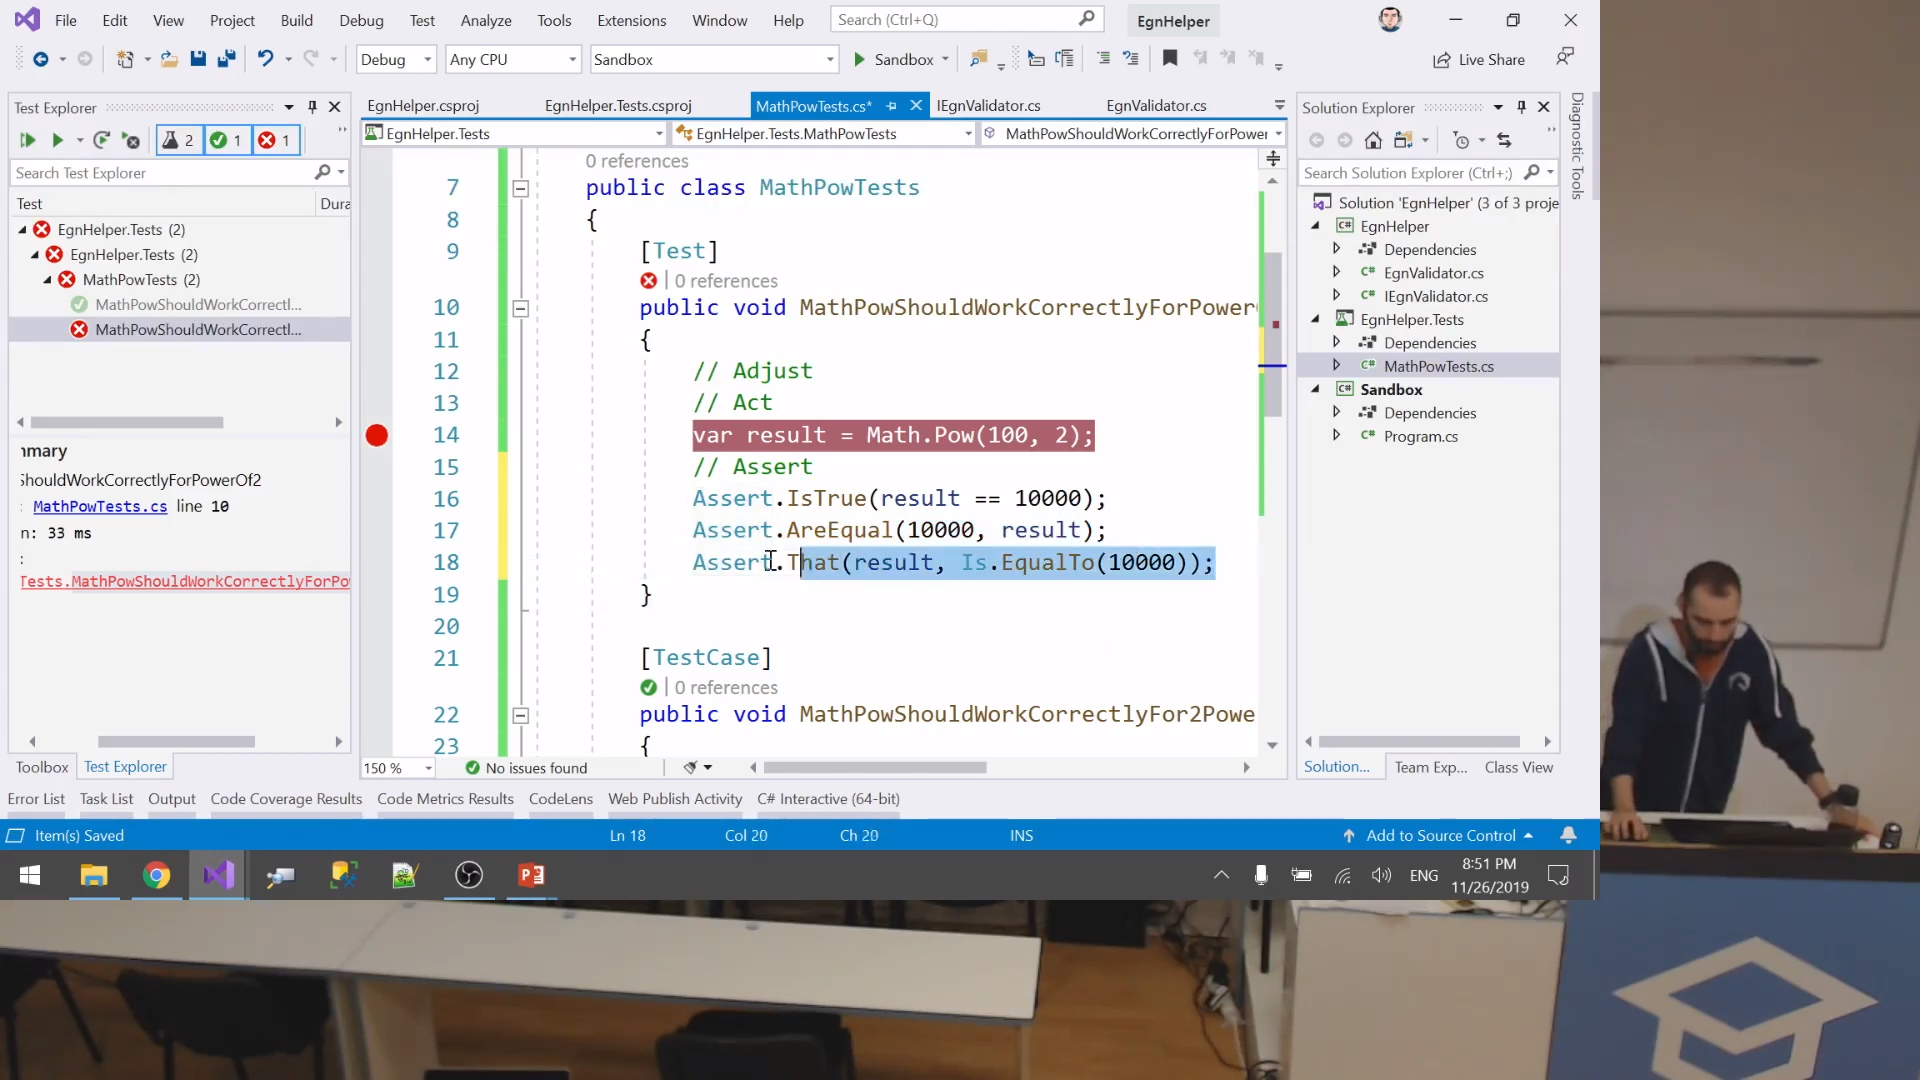 File Edit View Project Build Debug Test Analyze Tools Extensions Window Help Search (Ctrl+Q) EgnHelper
Debug Any CPU Sandbox Sandbox Live Share
Test Explorer
2 1 1
Search Test Explorer
Test Dura
EgnHelper.Tests (2)
EgnHelper.Tests (2)
MathPowTests (2)
MathPowShouldWorkCorrectl...
MathPowShouldWorkCorrectl...
mmary
ShouldWorkCorrectlyForPowerOf2
: MathPowTests.cs line 10
n: 33 ms
:
Tests.MathPowShouldWorkCorrectlyForPo
Toolbox Test Explorer
EgnHelper.csproj EgnHelper.Tests.csproj MathPowTests.cs* IEgnValidator.cs EgnValidator.cs
EgnHelper.Tests EgnHelper.Tests.MathPowTests MathPowShouldWorkCorrectlyForPower
0 references
7 public class MathPowTests
8 {
9 [Test]
0 references
10 public void MathPowShouldWorkCorrectlyForPower
11 {
12 // Adjust
13 // Act
14 var result = Math.Pow(100, 2);
15 // Assert
16 Assert.IsTrue(result == 10000);
17 Assert.AreEqual(10000, result);
18 Assert.That(result, Is.EqualTo(10000));
19 }
20
21 [TestCase]
0 references
22 public void MathPowShouldWorkCorrectlyFor2Powe
23 {
150 % No issues found
Solution Explorer
Search Solution Explorer (Ctrl+;)
Solution 'EgnHelper' (3 of 3 proje
EgnHelper
Dependencies
EgnValidator.cs
IEgnValidator.cs
EgnHelper.Tests
Dependencies
MathPowTests.cs
Sandbox
Dependencies
Program.cs
Solution... Team Exp... Class View
Diagnostic Tools
Error List Task List Output Code Coverage Results Code Metrics Results CodeLens Web Publish Activity C# Interactive (64-bit)
Item(s) Saved Ln 18 Col 20 Ch 20 INS Add to Source Control
ENG 8:51 PM
11/26/2019